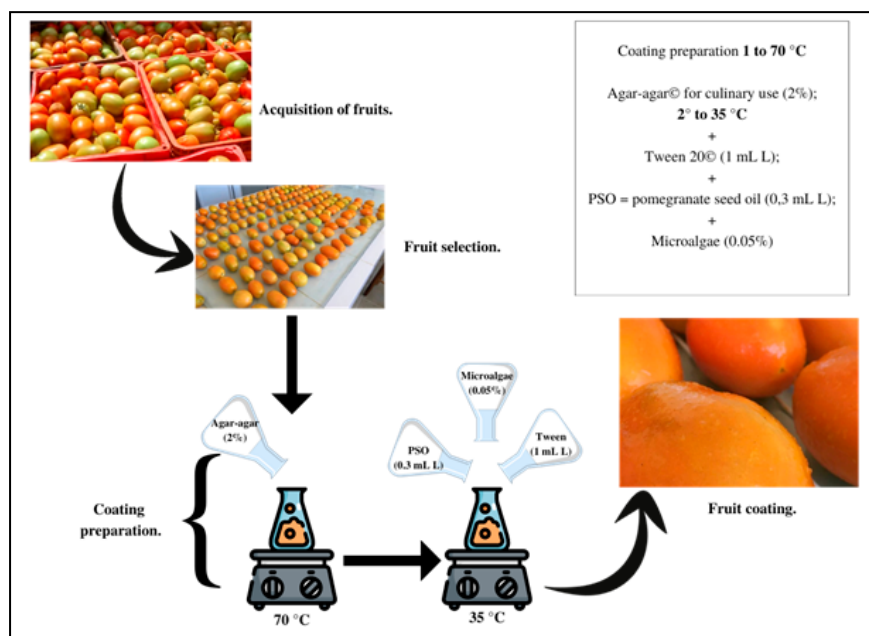 Acquisition of fruits.
Fruit selection.
Coating preparation 1 to 70 °C
Agar-agar© for culinary use (2%);
2° to 35 °C
+
Tween 20© (1 mL L);
+
PSO = pomegranate seed oil (0,3 mL L);
+
Microalgae (0.05%)
Agar-agar
(2%)
Microalgae
(0.05%)
PSO
(0.3 mL L)
Tween
(1 mL L)
Coating
preparation.
70 °C
35 °C
Fruit coating.